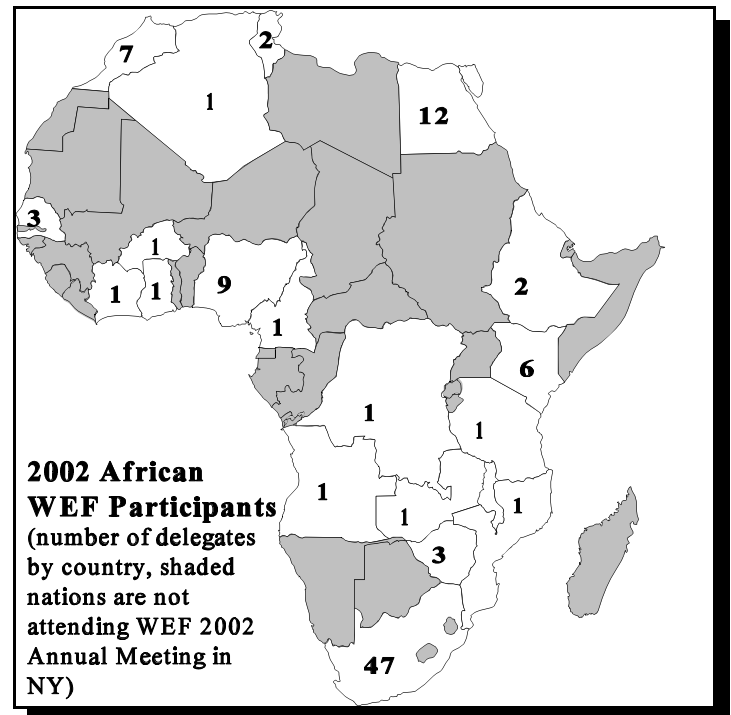 7
2
1
12
3
1
1
1
9
2
1
6
1
1
1
1
1
3
47
2002 African
WEF Participants
(number of delegates
by country, shaded
nations are not
attending WEF 2002
Annual Meeting in
NY)